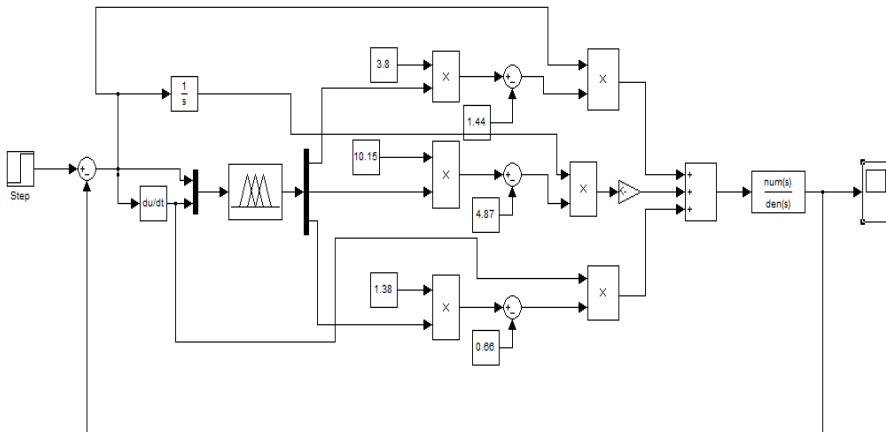 3.8
X
X
1
s
1.44
10.15
X
Step
du/dt
X
K-
4.87
num(s)
den(s)
1.38
X
X
0.66